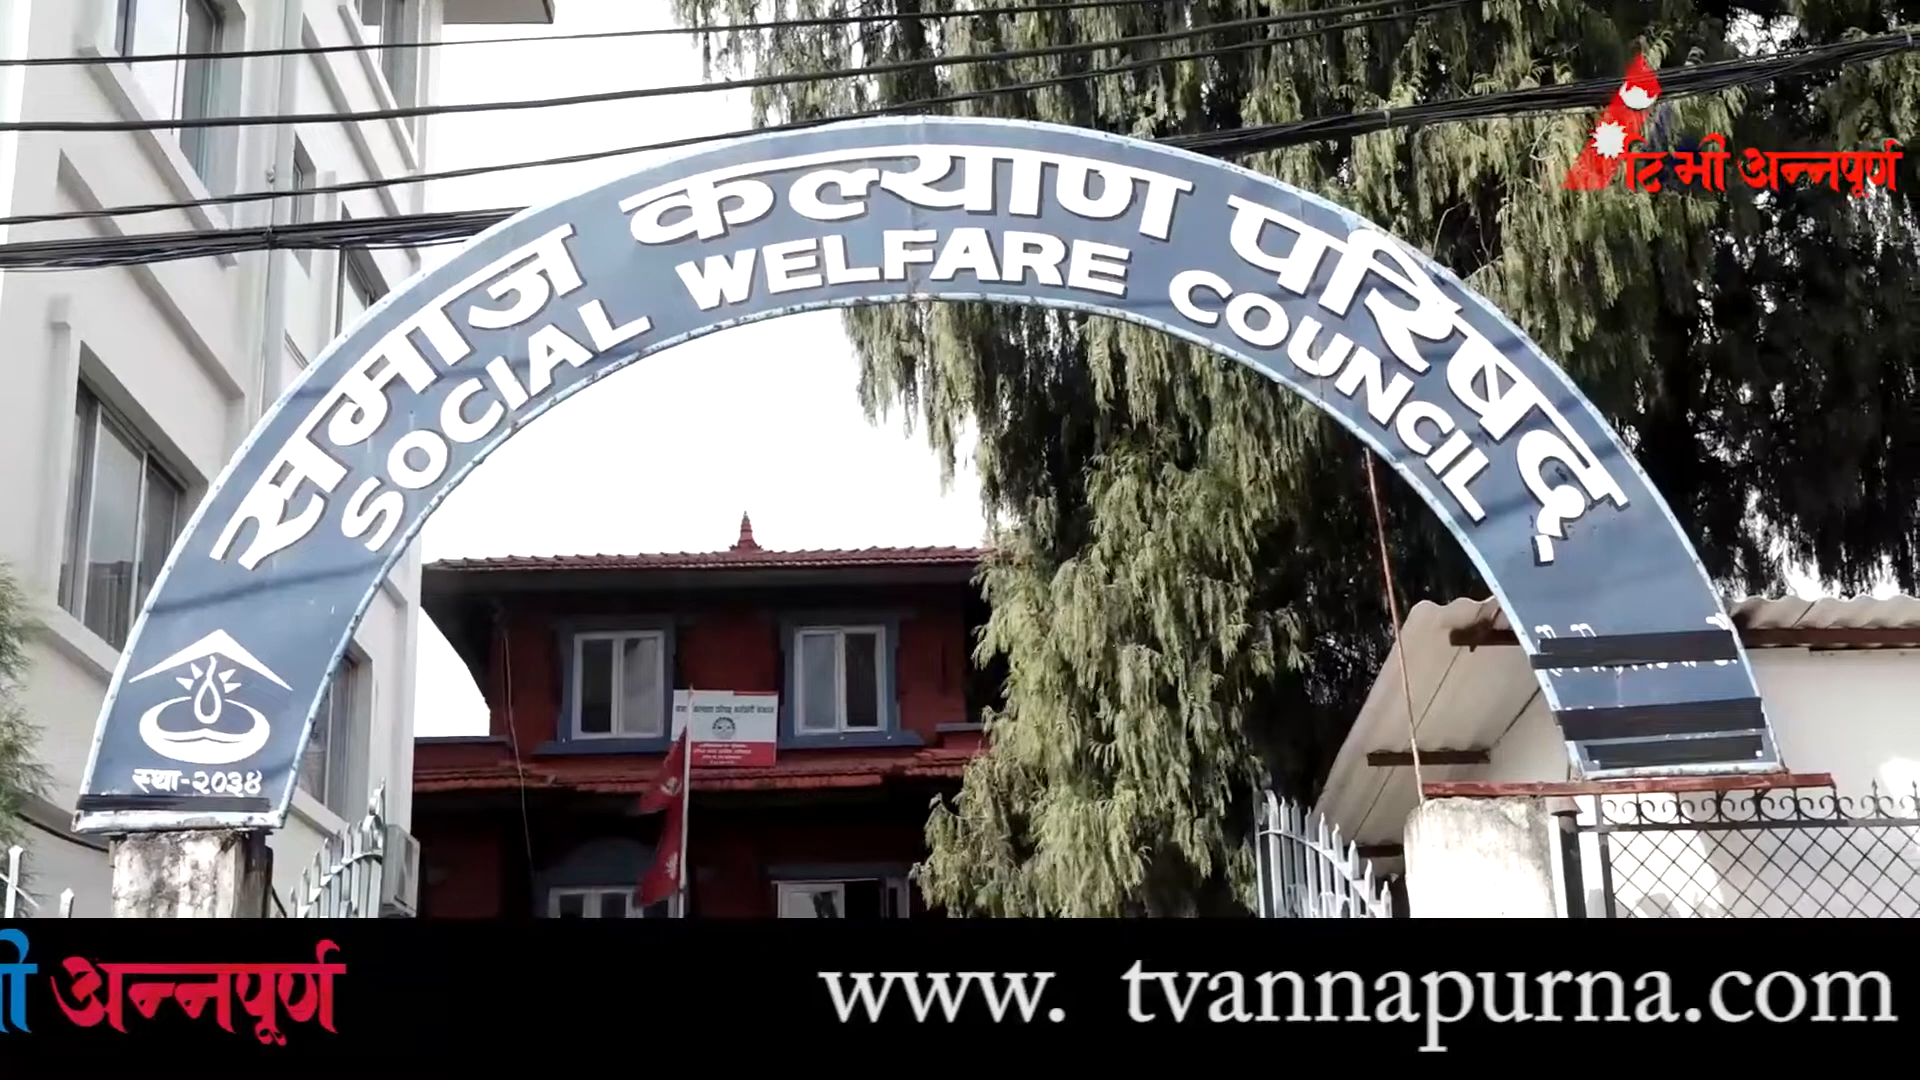 टि भी अन्नपूर्ण
समाज कल्याण परिषद्
SOCIAL WELFARE COUNCIL
स्था-२०३४
अन्नपूर्ण
www. tvannapurna.com